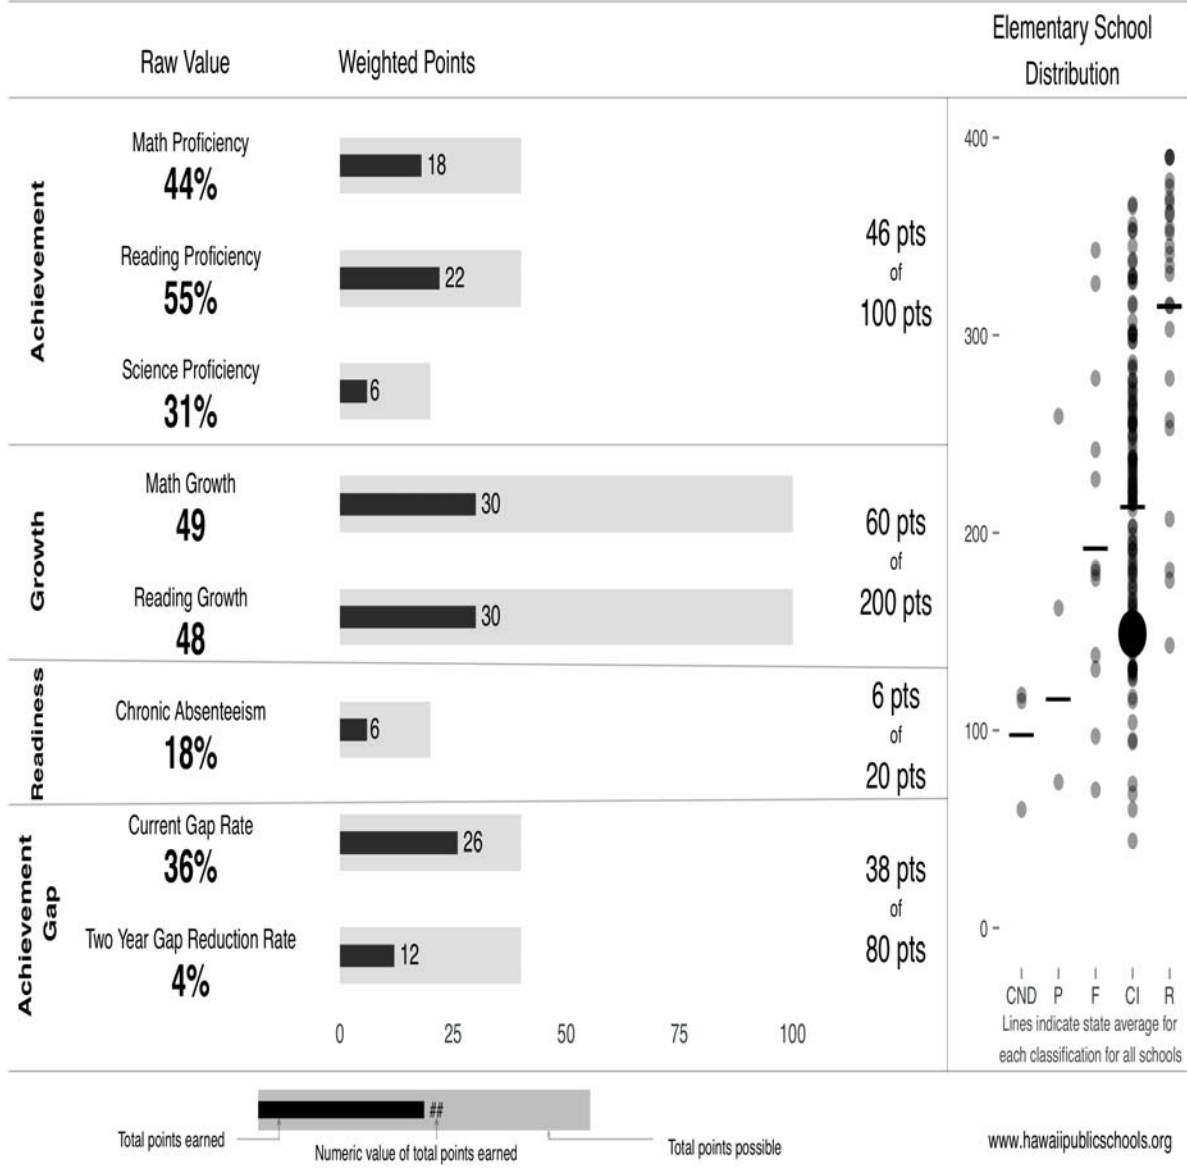 Raw Value
Weighted Points
Elementary School
Distribution
Achievement
Math Proficiency
44%
18
Reading Proficiency
55%
22
Science Proficiency
31%
6
46 pts
of
100 pts
Growth
Math Growth
49
30
Reading Growth
48
30
60 pts
of
200 pts
Readiness
Chronic Absenteeism
18%
6
6 pts
of
20 pts
Achievement
Gap
Current Gap Rate
36%
26
Two Year Gap Reduction Rate
4%
12
38 pts
of
80 pts
0 25 50 75 100
400
300
200
100
0
CND P F CI R
Lines indicate state average for
each classification for all schools
##
Total points earned
Numeric value of total points earned
Total points possible
www.hawaiipublicschools.org